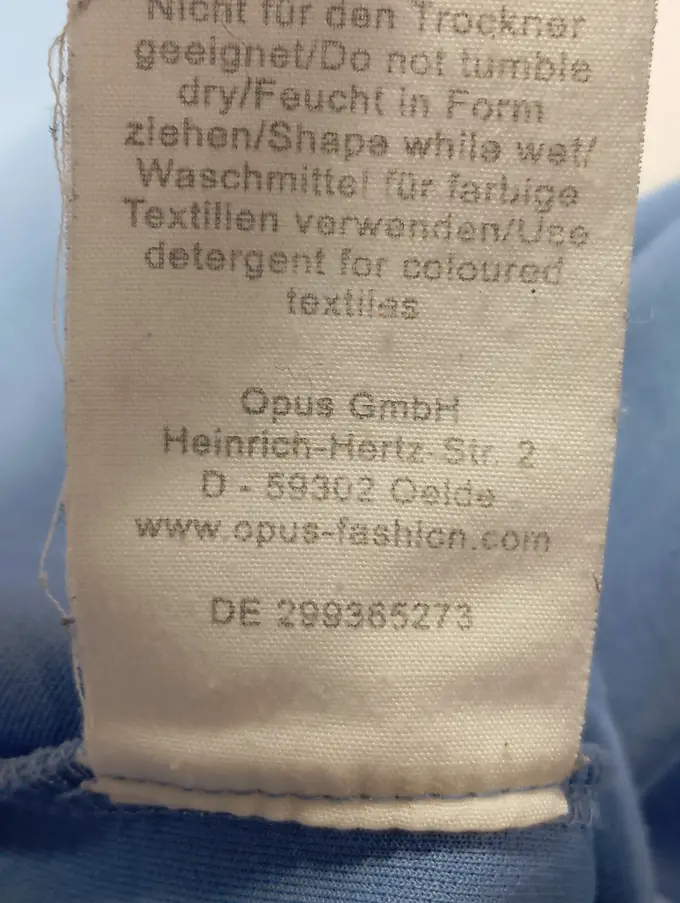 Nicht für den Trockner
geeignet/Do not tumble
dry/Feucht in Form
ziehen/Shape while wet/
Waschmittel für farbige
Textilien verwenden/Use
detergent for coloured
textiles
Opus GmbH
Heinrich-Hertz-Str. 2
D - 59302 Oelde
www.opus-fashion.com
DE 299365273